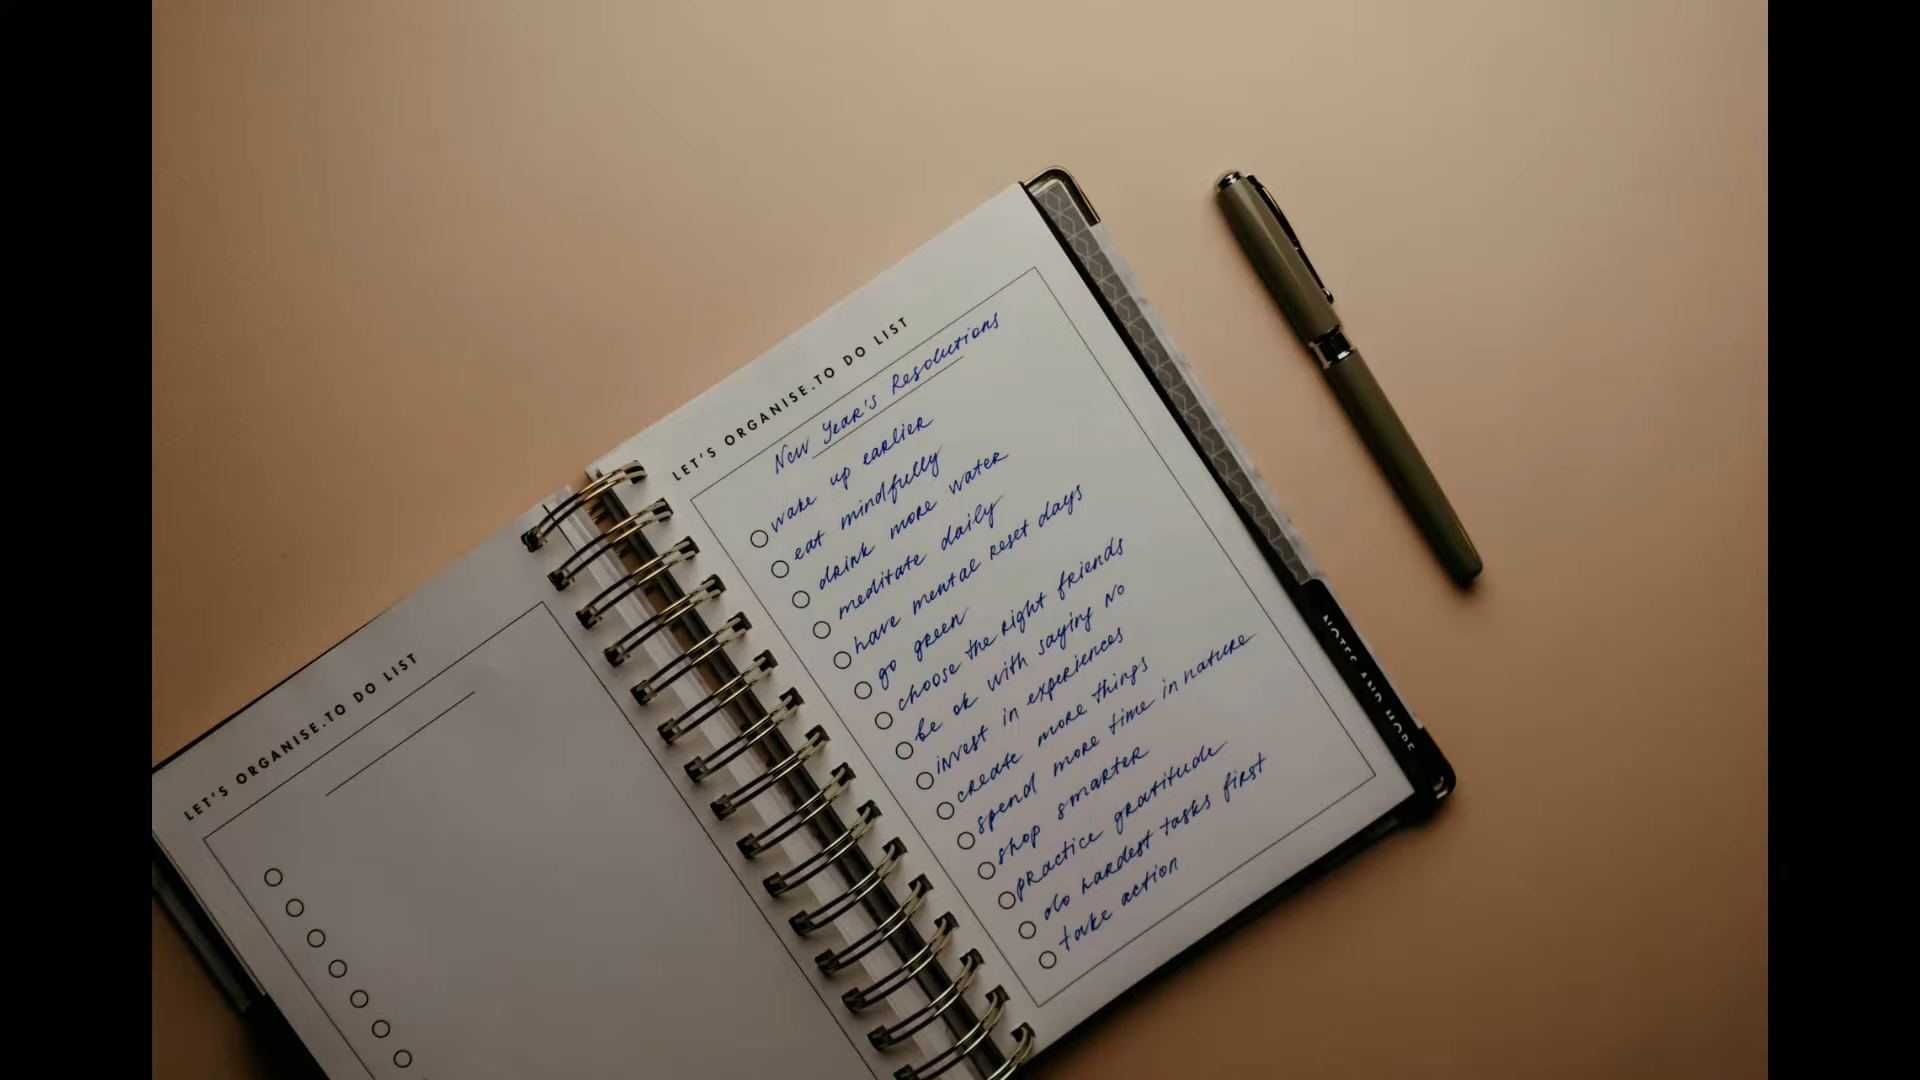 LET'S ORGANISE.TO DO LIST
LET'S ORGANISE.TO DO LIST
New Year's Resolutions
wake up earlier
eat mindfully
drink more water
meditate daily
have mental reset days
go green
choose the right friends
be ok with saying NO
invest in experiences
create more things
spend more time in nature
shop smarter
practice gratitude
do hardest tasks first
take action
NOTES AND MORE